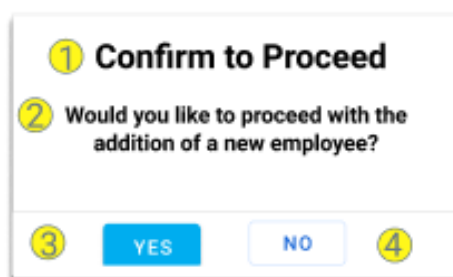 1 Confirm to Proceed
2 Would you like to proceed with the
addition of a new employee?
3 YES NO 4